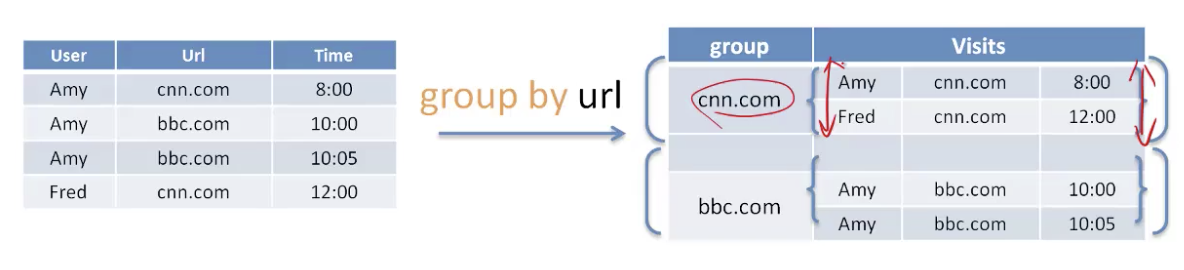 User Url Time
Amy cnn.com 8:00
Amy bbc.com 10:00
Amy bbc.com 10:05
Fred cnn.com 12:00
group by url
group Visits
cnn.com
Amy cnn.com 8:00
Fred cnn.com 12:00
bbc.com
Amy bbc.com 10:00
Amy bbc.com 10:05